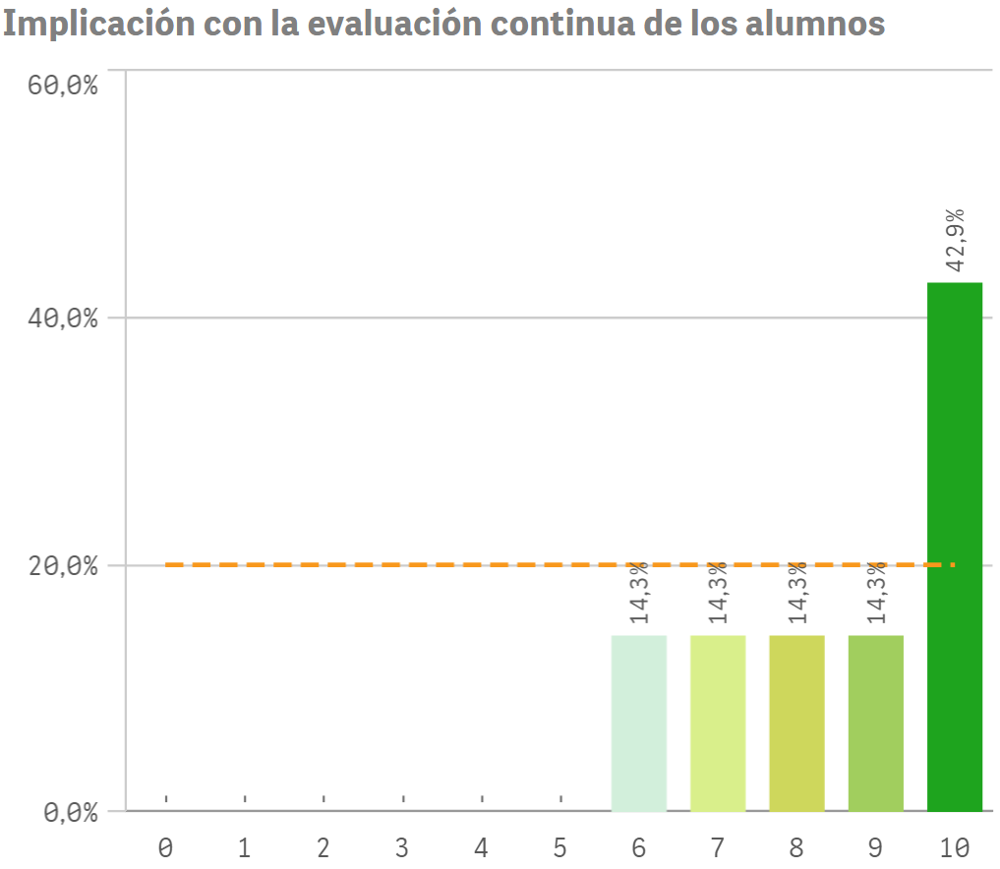 Implicación con la evaluación continua de los alumnos
60,0%
42,9%
40,0%
20,0%
14,3% 14,3% 14,3% 14,3%
0,0%
0 1 2 3 4 5 6 7 8 9 10